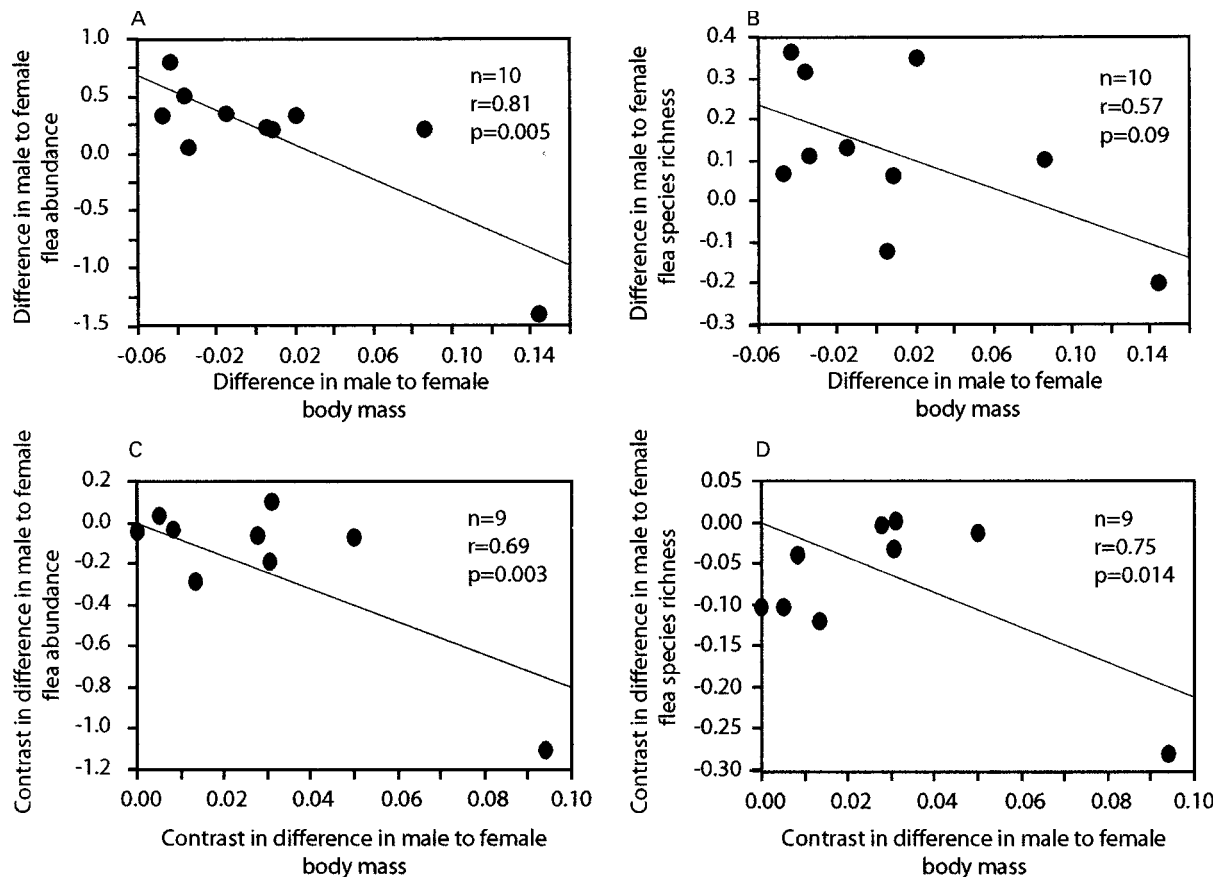 A
Difference in male to female
flea abundance
1.0
0.5
0.0
-0.5
-1.0
-1.5
n=10
r=0.81
p=0.005
-0.06 -0.02 0.02 0.06 0.10 0.14
Difference in male to female
body mass
B
Difference in male to female
flea species richness
0.4
0.3
0.2
0.1
0.0
-0.1
-0.2
-0.3
n=10
r=0.57
p=0.09
-0.06 -0.02 0.02 0.06 0.10 0.14
Difference in male to female
body mass
C
Contrast in difference in male to female
flea abundance
0.2
0.0
-0.2
-0.4
-0.6
-0.8
-1.0
-1.2
n=9
r=0.69
p=0.003
0.00 0.02 0.04 0.06 0.08 0.10
Contrast in difference in male to female
body mass
D
Contrast in difference in male to female
flea species richness
0.05
0.00
-0.05
-0.10
-0.15
-0.20
-0.25
-0.30
n=9
r=0.75
p=0.014
0.00 0.02 0.04 0.06 0.08 0.10
Contrast in difference in male to female
body mass